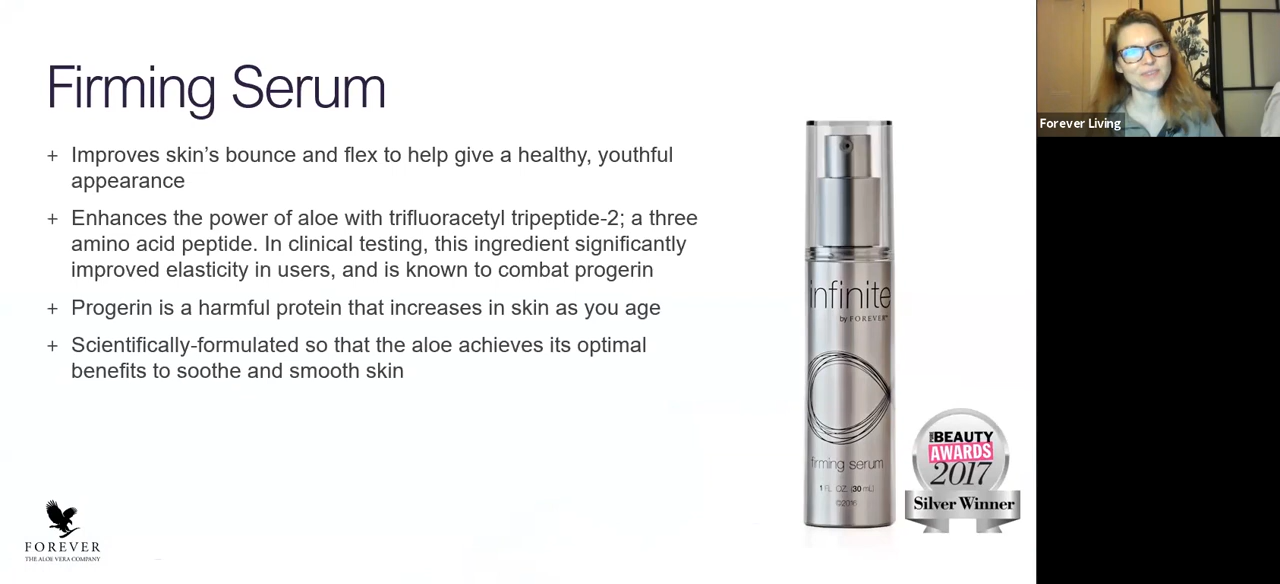 Firming Serum
+ Improves skin's bounce and flex to help give a healthy, youthful
appearance
+ Enhances the power of aloe with trifluoracetyl tripeptide-2; a three
amino acid peptide. In clinical testing, this ingredient significantly
improved elasticity in users, and is known to combat progerin
+ Progerin is a harmful protein that increases in skin as you age
+ Scientifically-formulated so that the aloe achieves its optimal
benefits to soothe and smooth skin
infinite
by FOREVER™
firming serum
1 FL. OZ. (30 mL)
©2016
PURE
BEAUTY
AWARDS
2017
Silver Winner
FOREVER
THE ALOE VERA COMPANY
Forever Living